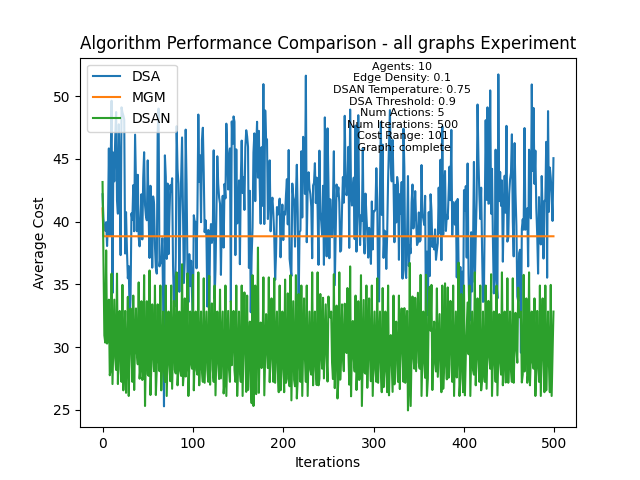 Algorithm Performance Comparison - all graphs Experiment
DSA
MGM
DSAN
Agents: 10
Edge Density: 0.1
DSAN Temperature: 0.75
DSA Threshold: 0.9
Num Actions: 5
Num Iterations: 500
Cost Range: 101
Graph: complete
Average Cost
50
45
40
35
30
25
0
100
200
300
400
500
Iterations